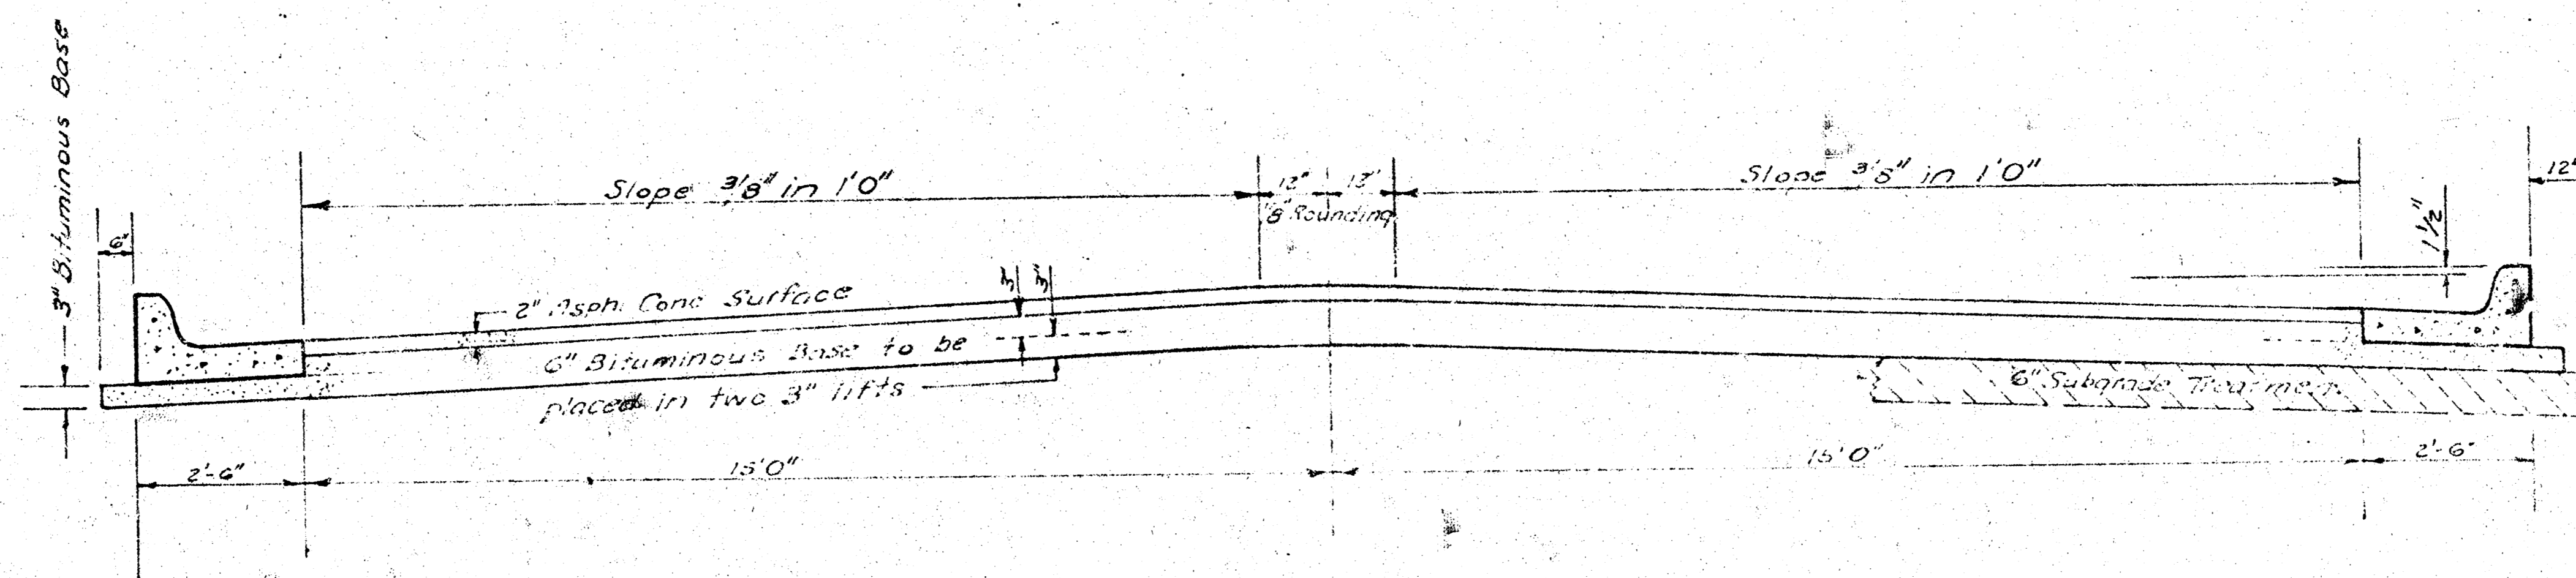 3" Bituminous Base
Slope 3/8" in 1'0"
12" 12"
Rounding
Slope 3/8" in 1'0"
12"
6"
1 1/2"
3" 3"
2" Asph. Conc Surface
6" Bituminous Base to be
placed in two 3" lifts
6" Subgrade Treatment
2'-6"
15'0"
15'0"
2'-6"